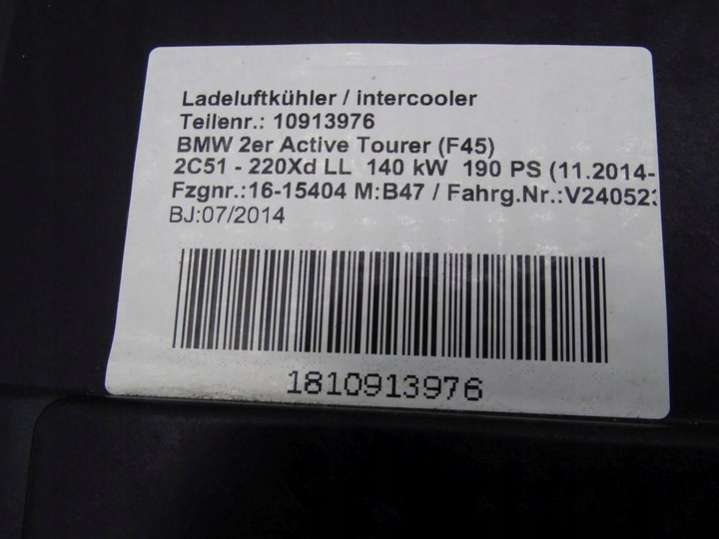 Ladeluftkühler / intercooler
Teilenr.: 10913976
BMW 2er Active Tourer (F45)
2C51 - 220Xd LL 140 kW 190 PS (11.2014-
Fzgnr.:16-15404 M:B47 / Fahrg.Nr.:V240523
BJ:07/2014
1810913976